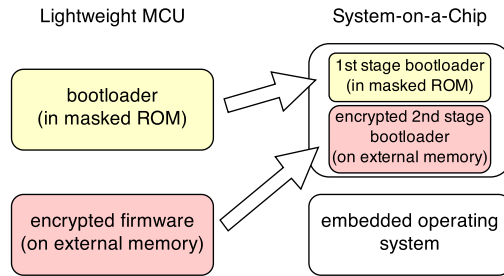 Lightweight MCU
System-on-a-Chip
bootloader
(in masked ROM)
1st stage bootloader
(in masked ROM)
encrypted 2nd stage
bootloader
(on external memory)
encrypted firmware
(on external memory)
embedded operating
system